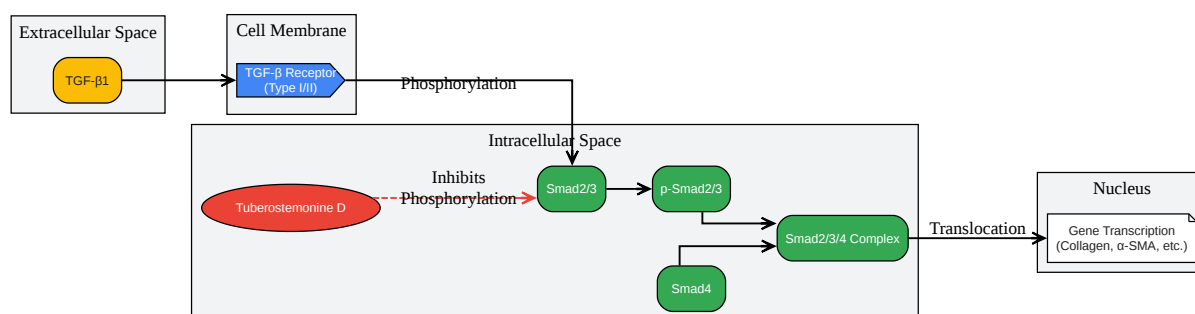 Extracellular Space
TGF-β1
Cell Membrane
TGF-β Receptor
(Type I/II)
Phosphorylation
Intracellular Space
Tuberostemonine D
Inhibits
Phosphorylation
Smad2/3
p-Smad2/3
Smad4
Smad2/3/4 Complex
Translocation
Nucleus
Gene Transcription
(Collagen, α-SMA, etc.)